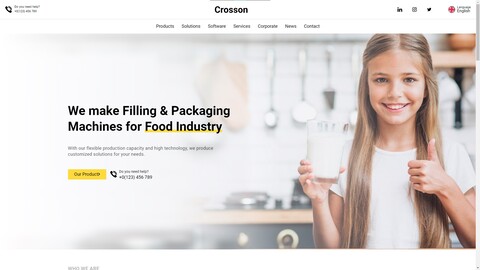 Do you need help?
+0(123) 456 789
Crosson
Language
English
Products
Solutions
Software
Services
Corporate
News
Contact
We make Filling & Packaging
Machines for Food Industry
With our flexible production capacity and high technology, we produce
customized solutions for your needs.
Our Products
Do you need help?
+0(123) 456 789
WHO WE ARE